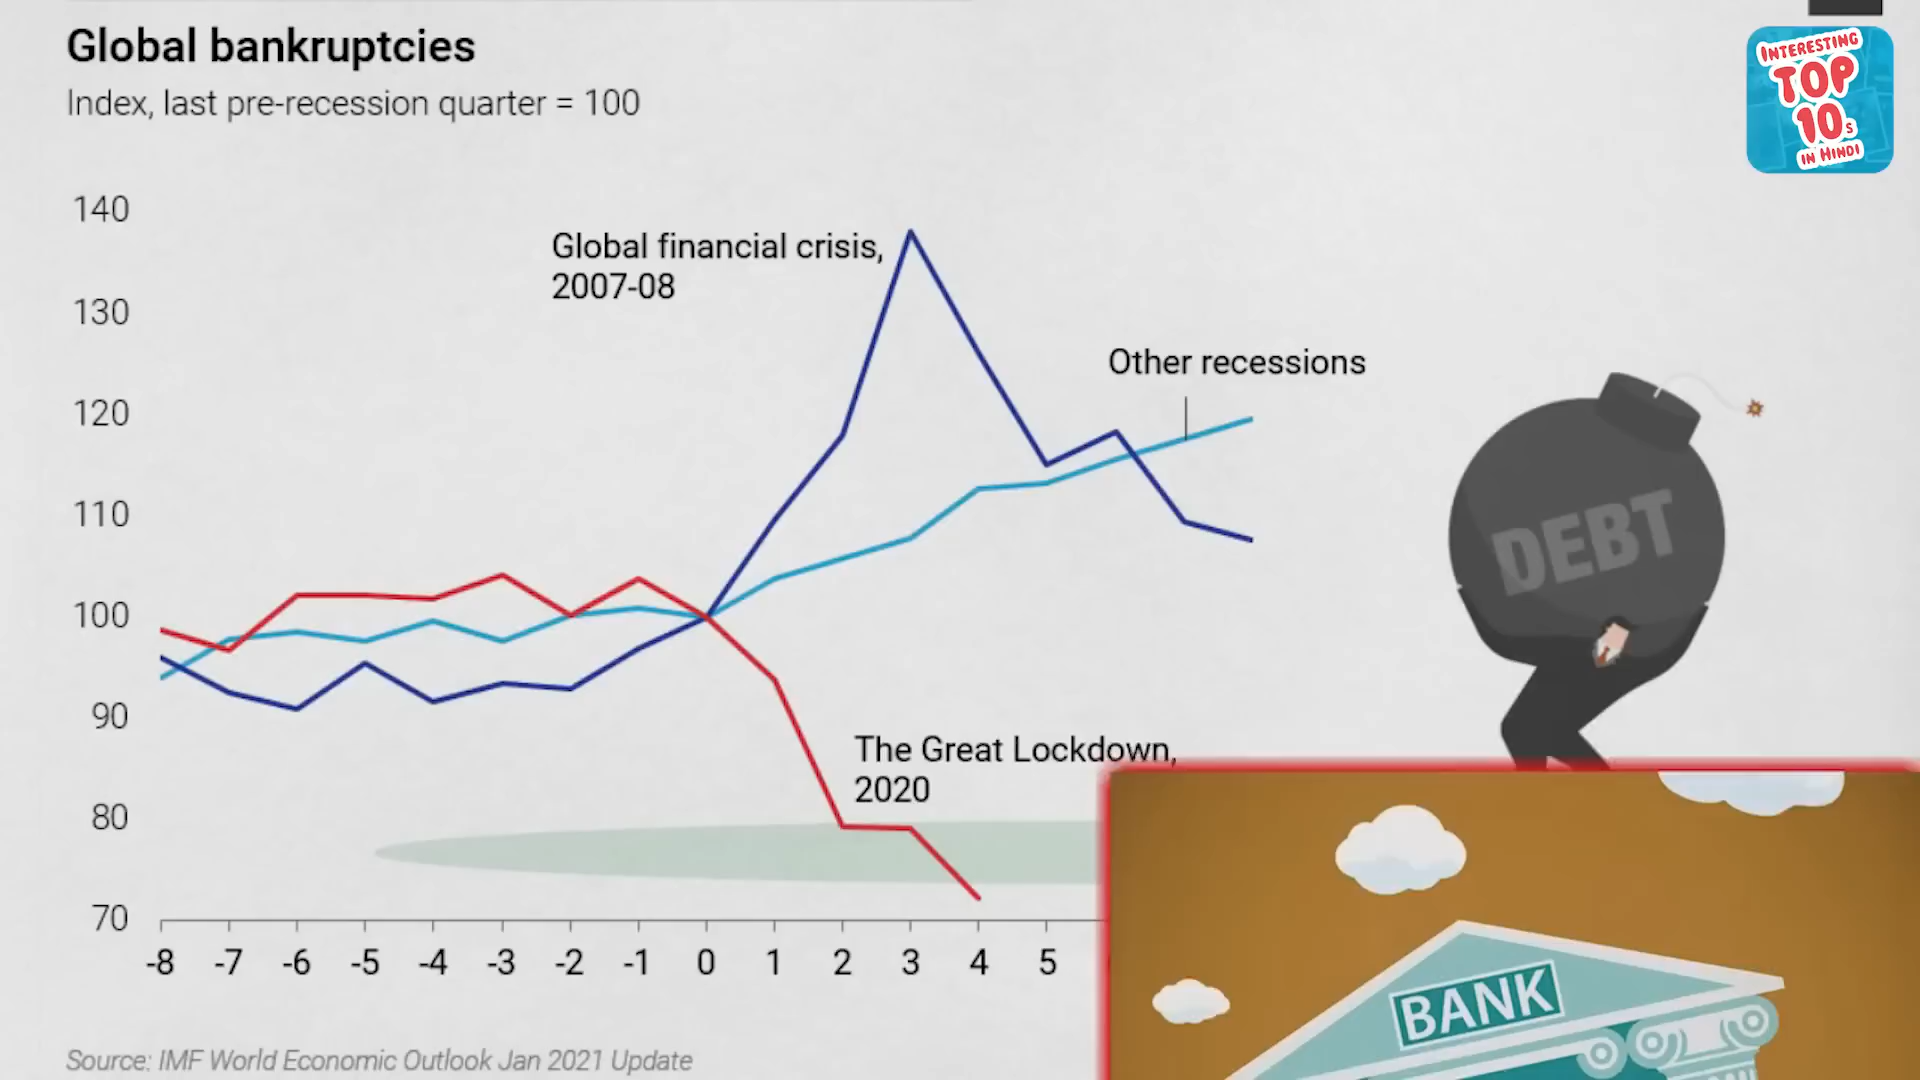 Global bankruptcies
Index, last pre-recession quarter = 100
INTERESTING
TOP
10s
IN HINDI
140
Global financial crisis,
2007-08
130
Other recessions
120
110
DEBT
100
90
The Great Lockdown,
2020
80
70
-8 -7 -6 -5 -4 -3 -2 -1 0 1 2 3 4 5
BANK
Source: IMF World Economic Outlook Jan 2021 Update